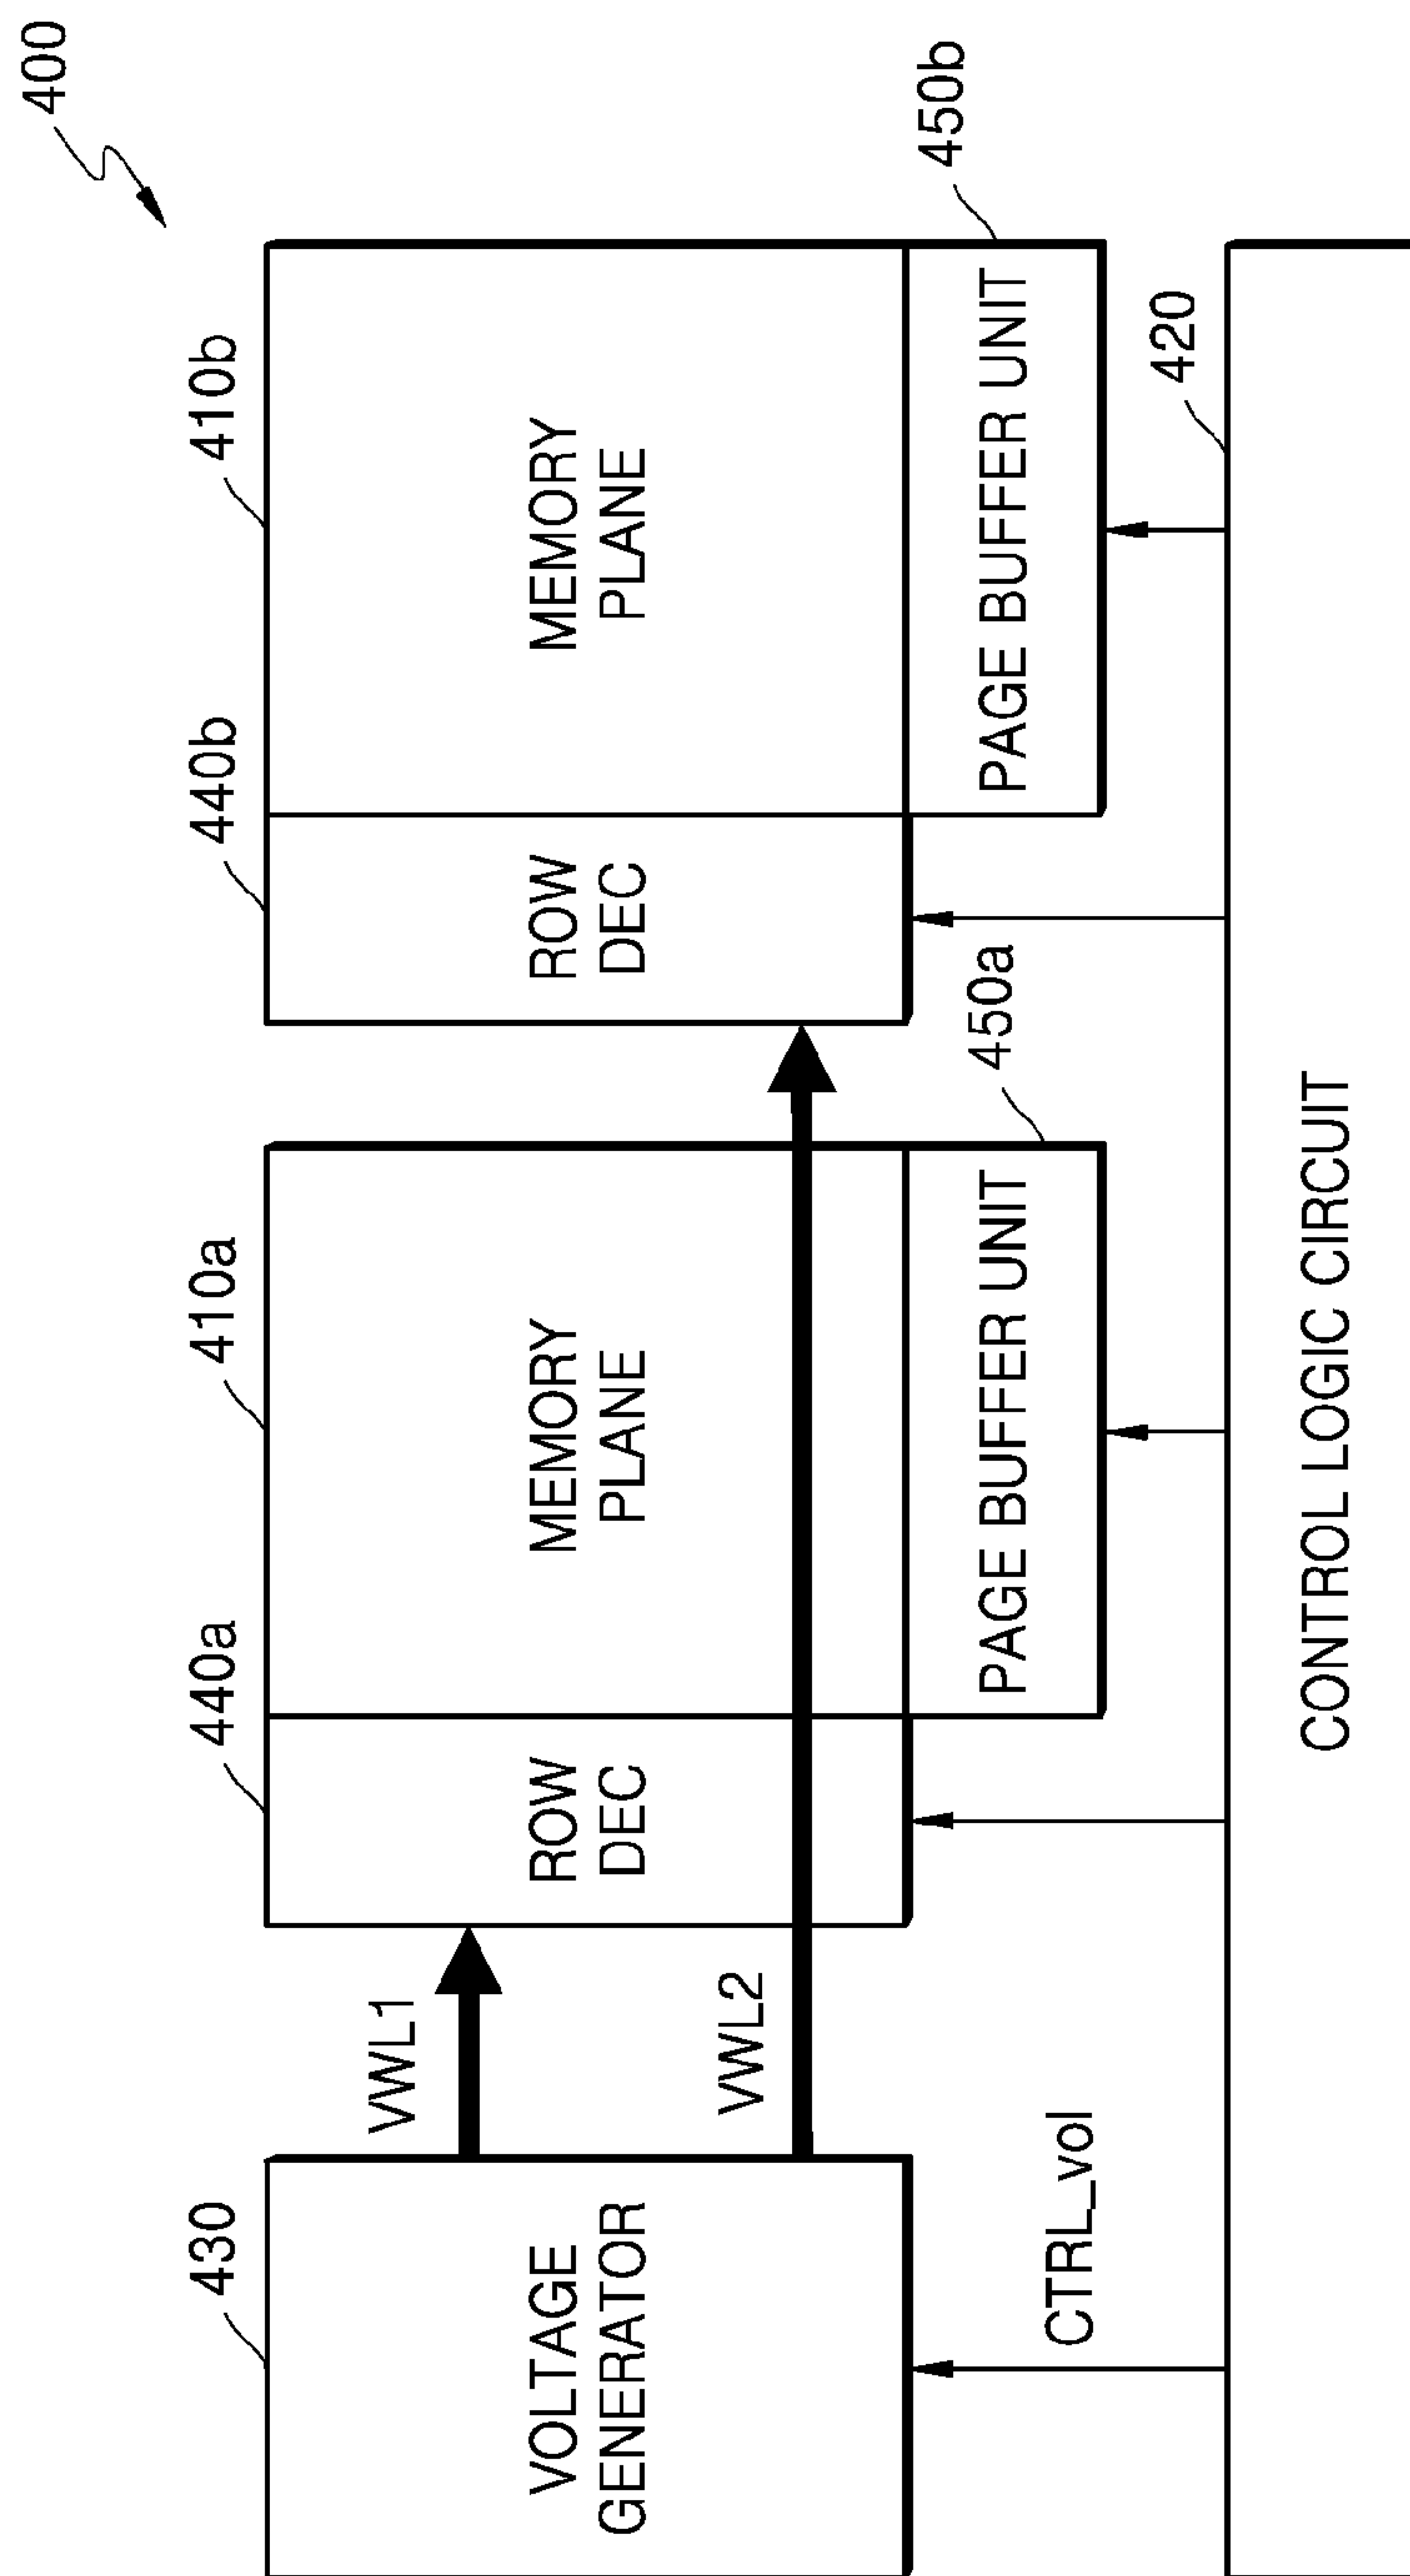 400
430
440a
410a
440b
410b
VOLTAGE
GENERATOR
VWL1
VWL2
ROW
DEC
MEMORY
PLANE
ROW
DEC
MEMORY
PLANE
PAGE BUFFER UNIT
450a
PAGE BUFFER UNIT
450b
CTRL_vol
420
CONTROL LOGIC CIRCUIT